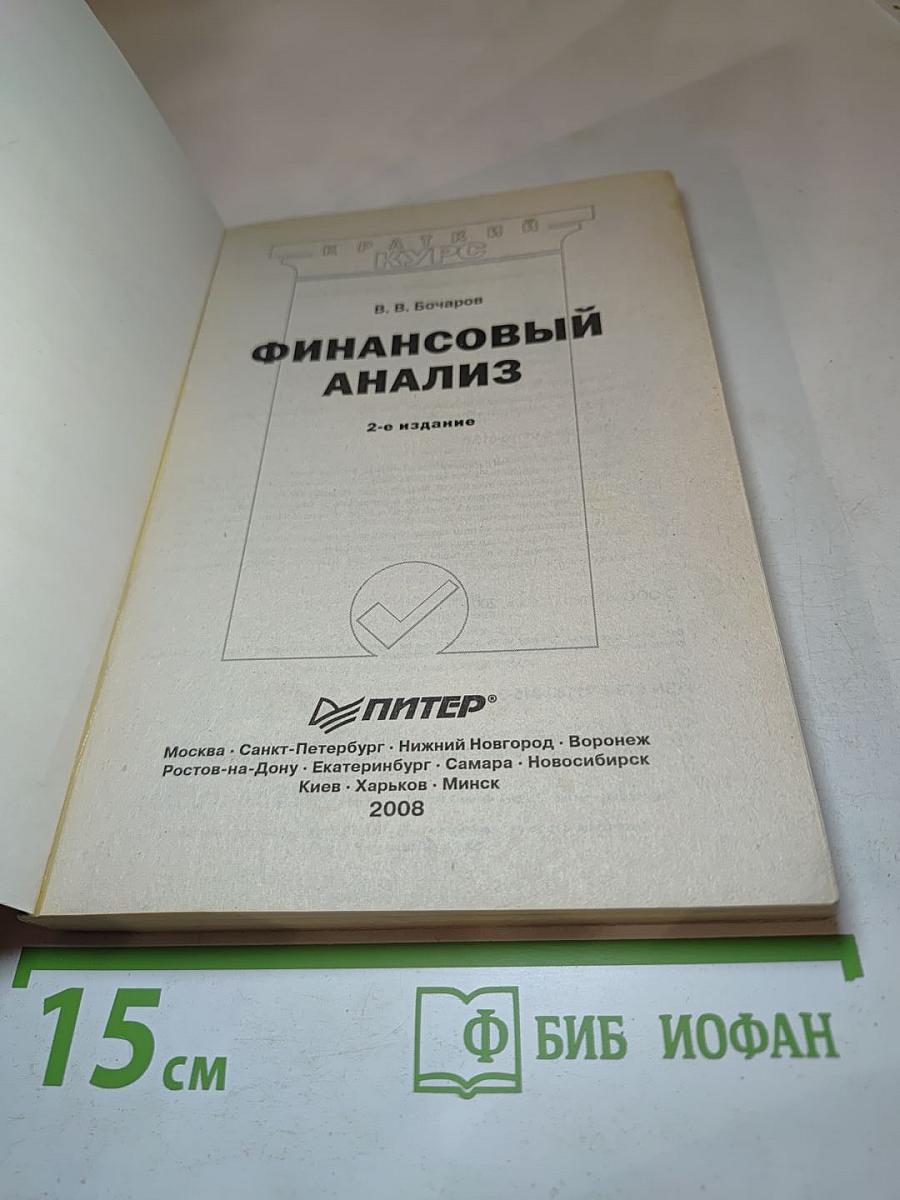 КРАТКИЙ
КУРС
В. В. Бочаров
ФИНАНСОВЫЙ
АНАЛИЗ
2-е издание
ПИТЕР®
Москва · Санкт-Петербург · Нижний Новгород · Воронеж
Ростов-на-Дону · Екатеринбург · Самара · Новосибирск
Киев · Харьков · Минск
2008
15 см
Ф БИБ ИОФАН